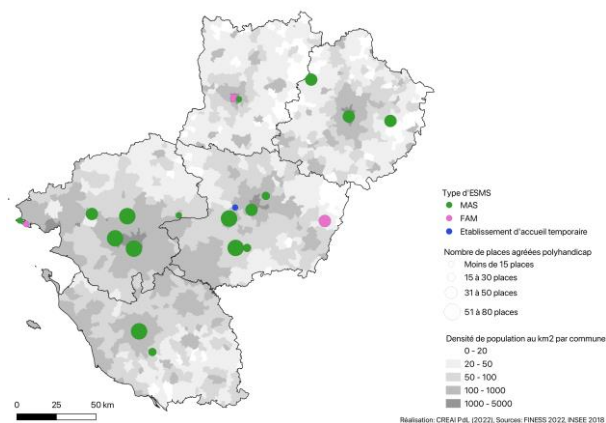 Type d'ESMS
MAS
FAM
Etablissement d'accueil temporaire
Nombre de places agréées polyhandicap
Moins de 15 places
15 à 30 places
31 à 50 places
51 à 80 places
Densité de population au km2 par commune
0 - 20
20 - 50
50 - 100
100 - 1000
1000 - 5000
0 25 50 km
Réalisation: CREAI PdL (2022), Sources: FINESS 2022, INSEE 2018